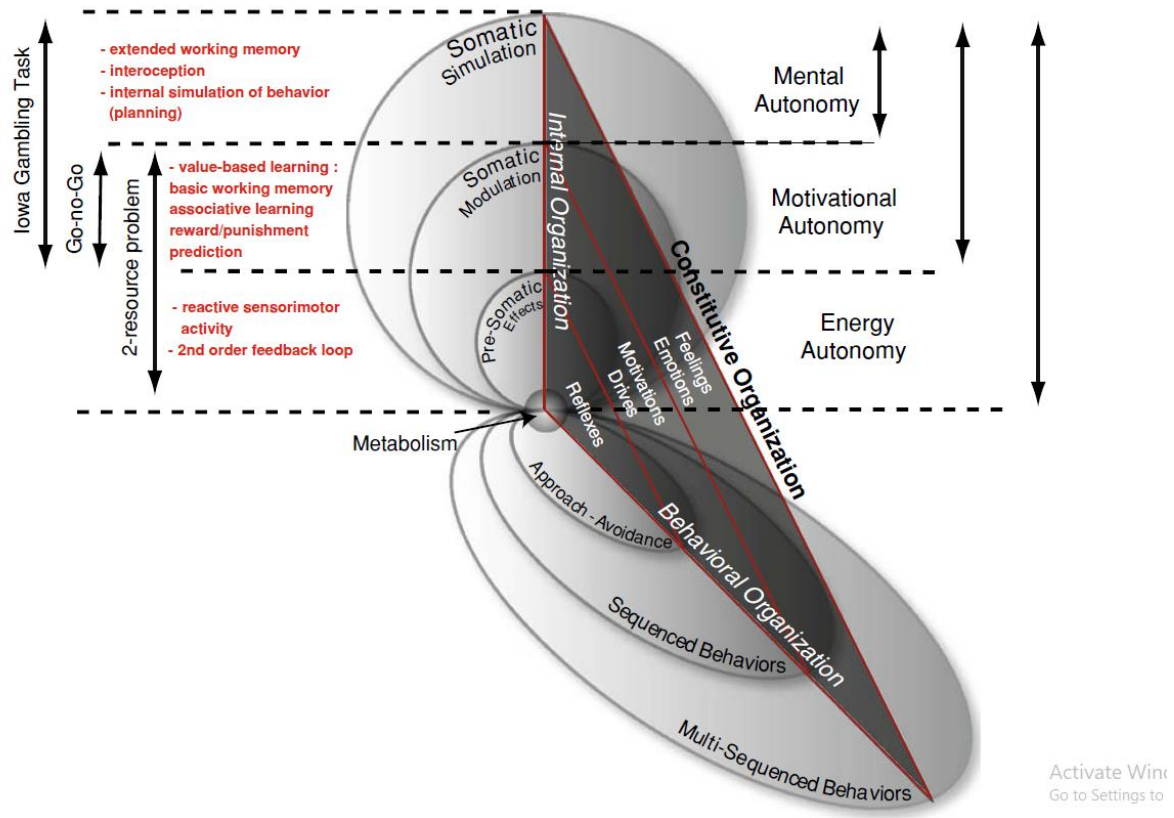 Iowa Gambling Task
Go-no-Go
2-resource problem
- extended working memory
- interoception
- internal simulation of behavior
(planning)
- value-based learning :
basic working memory
associative learning
reward/punishment
prediction
- reactive sensorimotor
activity
- 2nd order feedback loop
Somatic
Simulation
Somatic
Modulation
Pre-Somatic
Effects
Metabolism
Internal Organization
Constitutive Organization
Behavioral Organization
Reflexes
Drives
Motivations
Emotions
Feelings
Approach - Avoidance
Sequenced Behaviors
Multi-Sequenced Behaviors
Mental
Autonomy
Motivational
Autonomy
Energy
Autonomy
Activate Wind
Go to Settings to